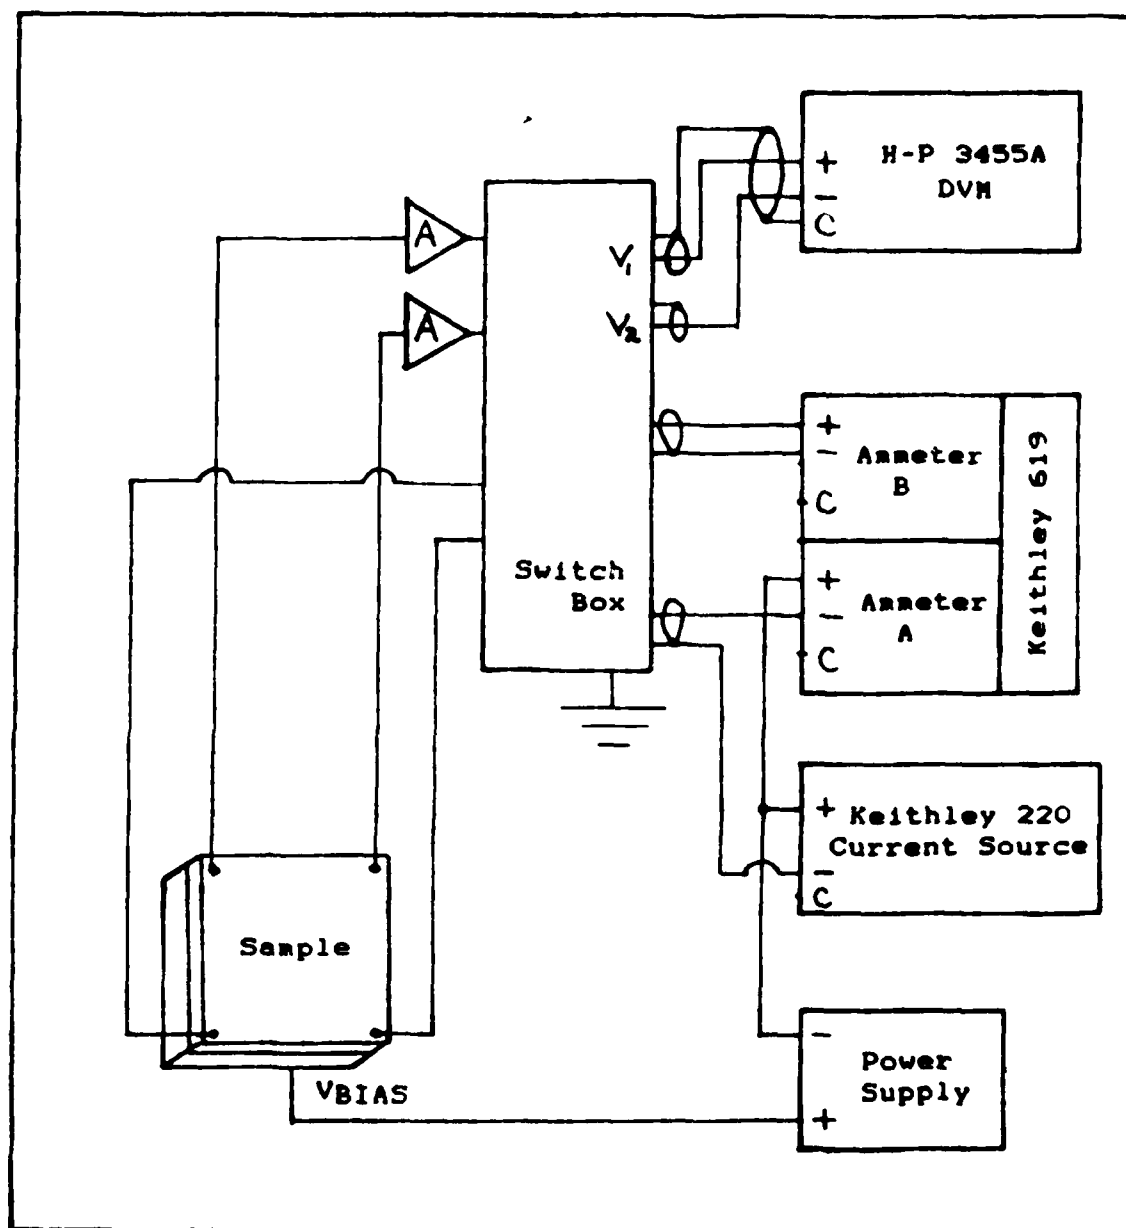 H-P 3455A
DVM
+
−
C
A
A
V1
V2
+
−
C
Ammeter
B
Keithley 619
+
−
C
Ammeter
A
Switch
Box
+
−
C
Keithley 220
Current Source
Sample
VBIAS
−
+
Power
Supply